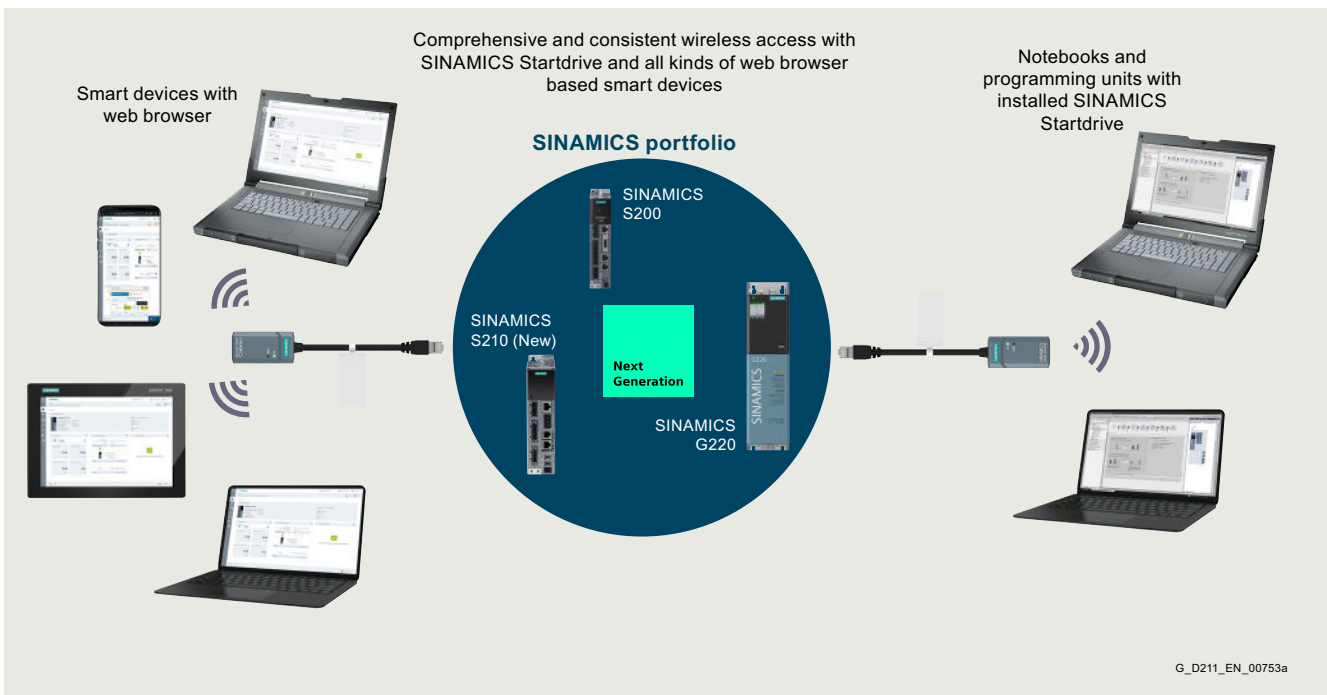 Comprehensive and consistent wireless access with
SINAMICS Startdrive and all kinds of web browser
based smart devices
Smart devices with
web browser
Notebooks and
programming units with
installed SINAMICS
Startdrive
SINAMICS portfolio
SINAMICS
S200
SINAMICS
S210 (New)
Next
Generation
SINAMICS
G220
SINAMICS
G220
G_D211_EN_00753a